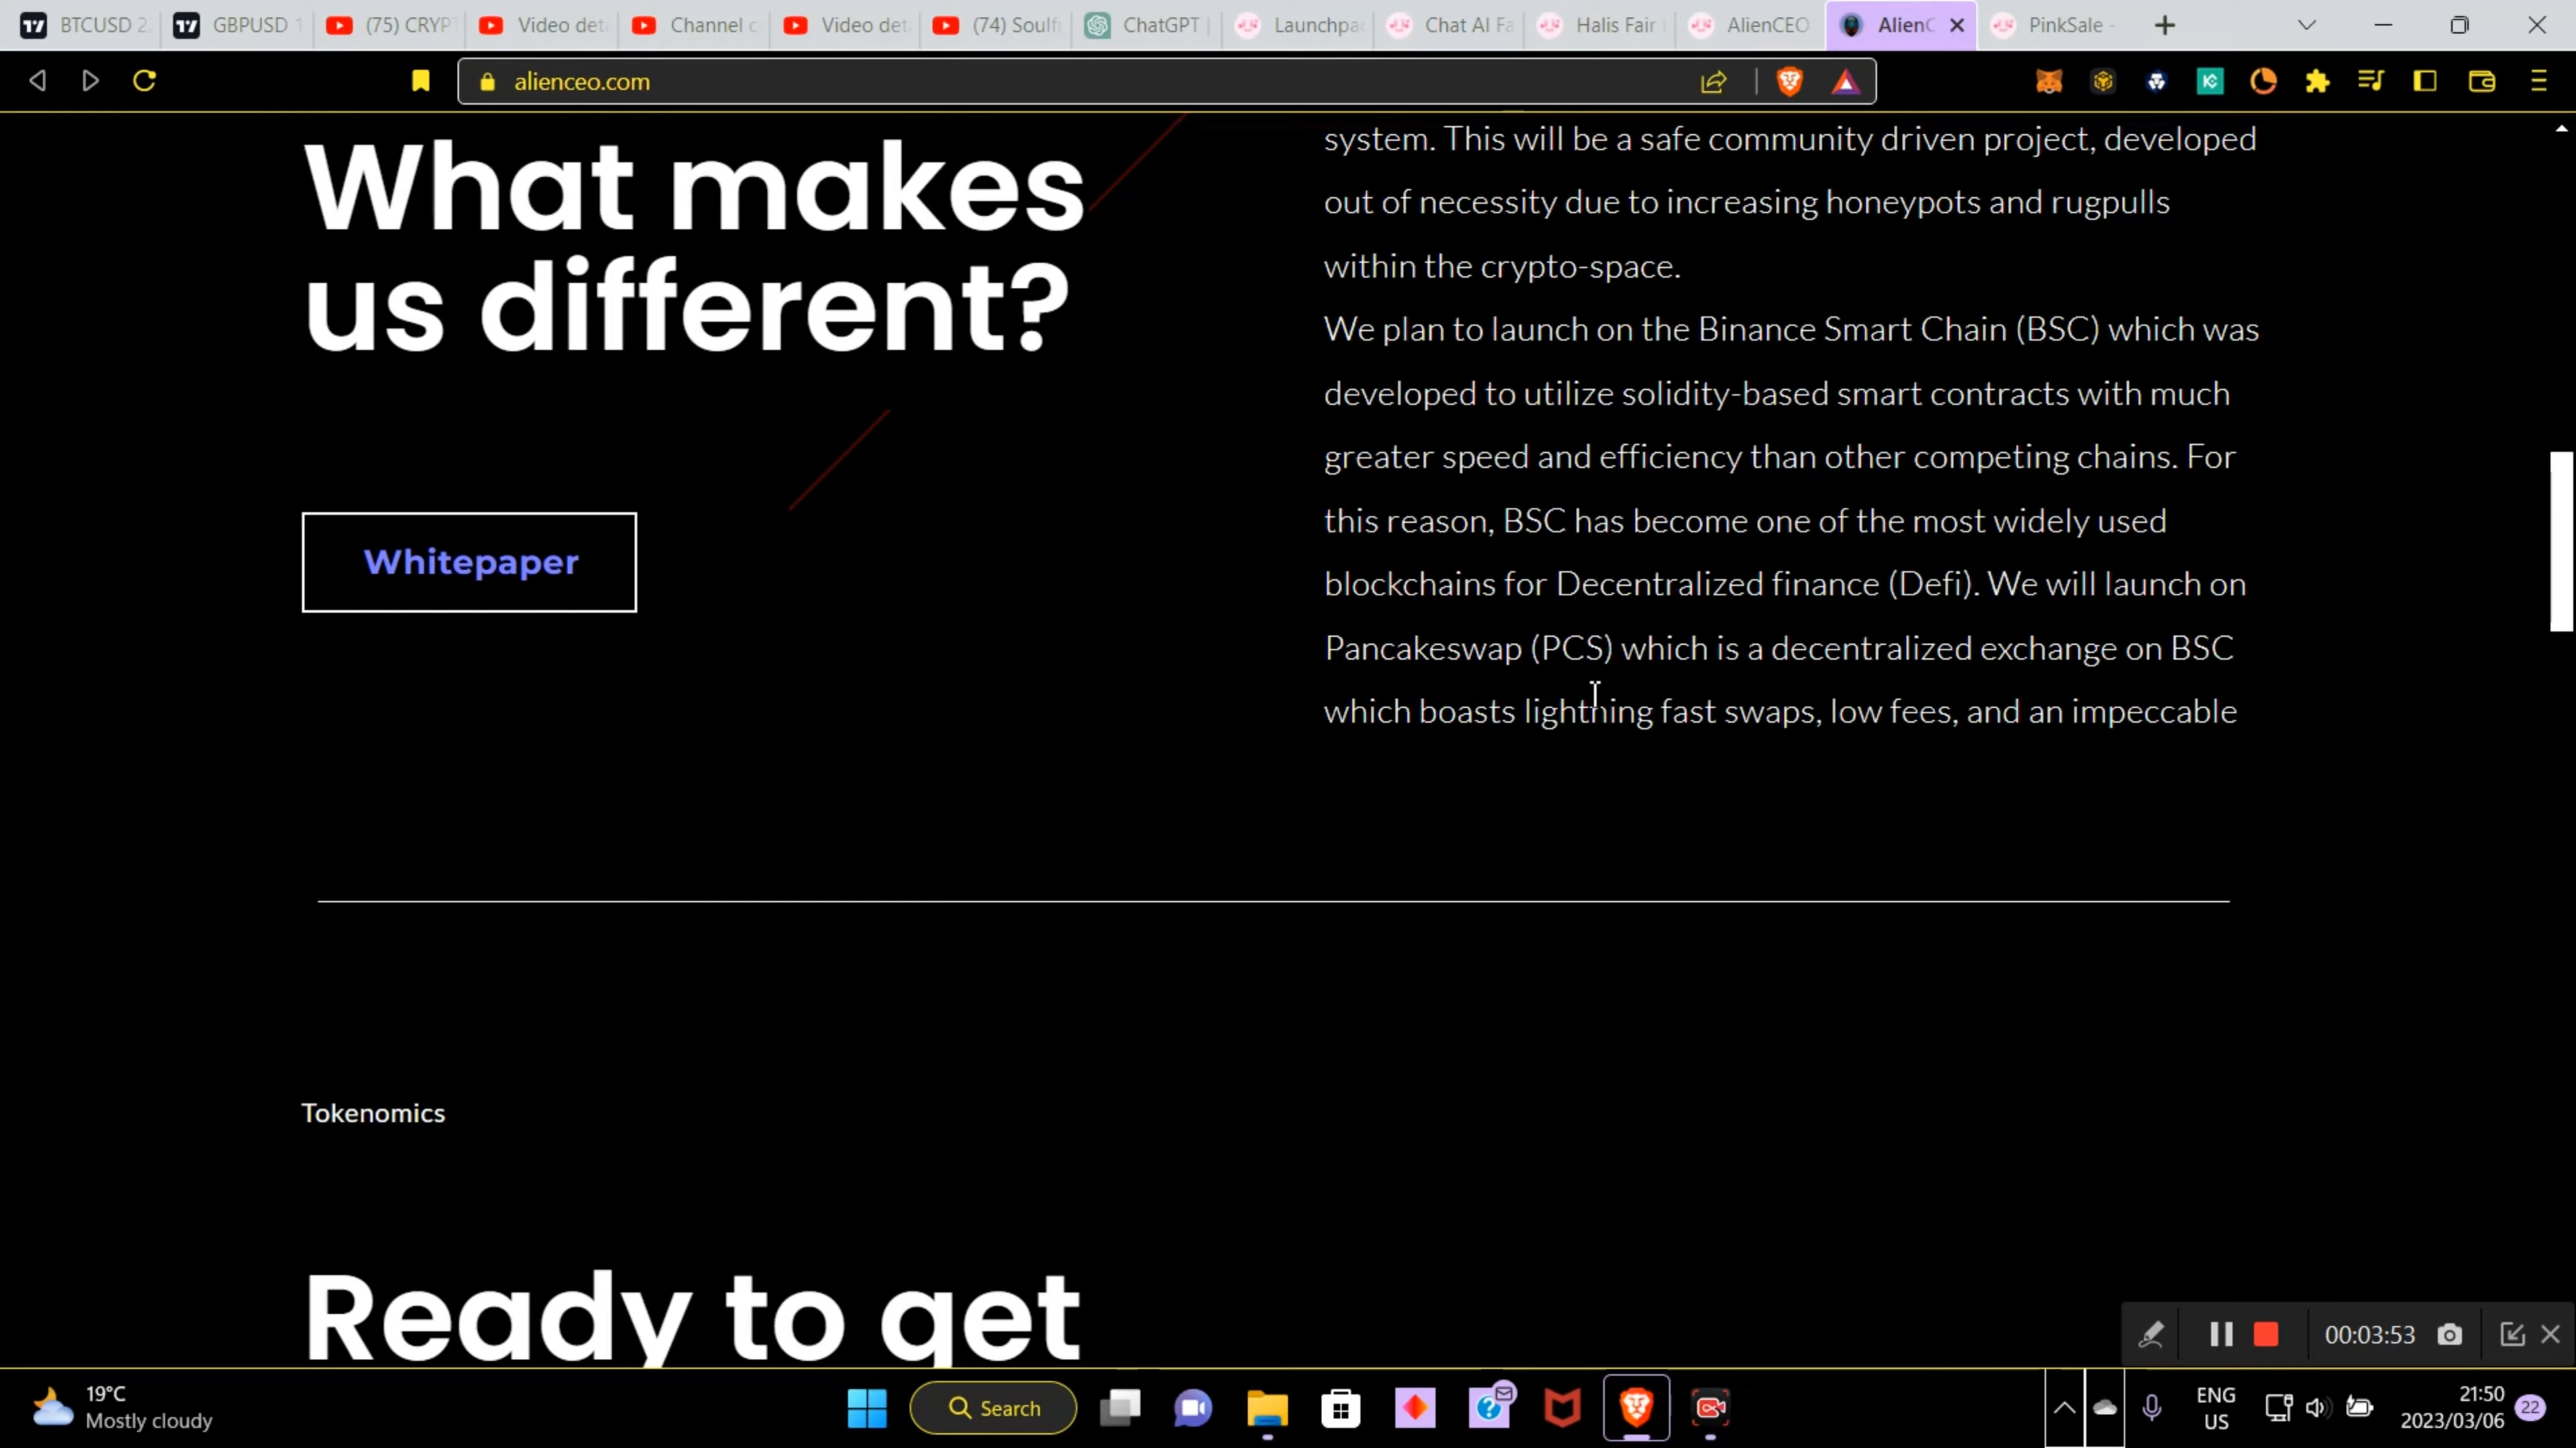 BTCUSD 2
GBPUSD 1
(75) CRYPT
Video det
Channel c
Video det
(74) Soulf
ChatGPT
Launchpa
Chat AI Fa
Halis Fair
AlienCEO
AlienC
PinkSale -
alienceo.com
What makes
us different?
Whitepaper
system. This will be a safe community driven project, developed
out of necessity due to increasing honeypots and rugpulls
within the crypto-space.
We plan to launch on the Binance Smart Chain (BSC) which was
developed to utilize solidity-based smart contracts with much
greater speed and efficiency than other competing chains. For
this reason, BSC has become one of the most widely used
blockchains for Decentralized finance (Defi). We will launch on
Pancakeswap (PCS) which is a decentralized exchange on BSC
which boasts lightning fast swaps, low fees, and an impeccable
Tokenomics
Ready to get
00:03:53
19°C
Mostly cloudy
Search
ENG
US
21:50
2023/03/06
22